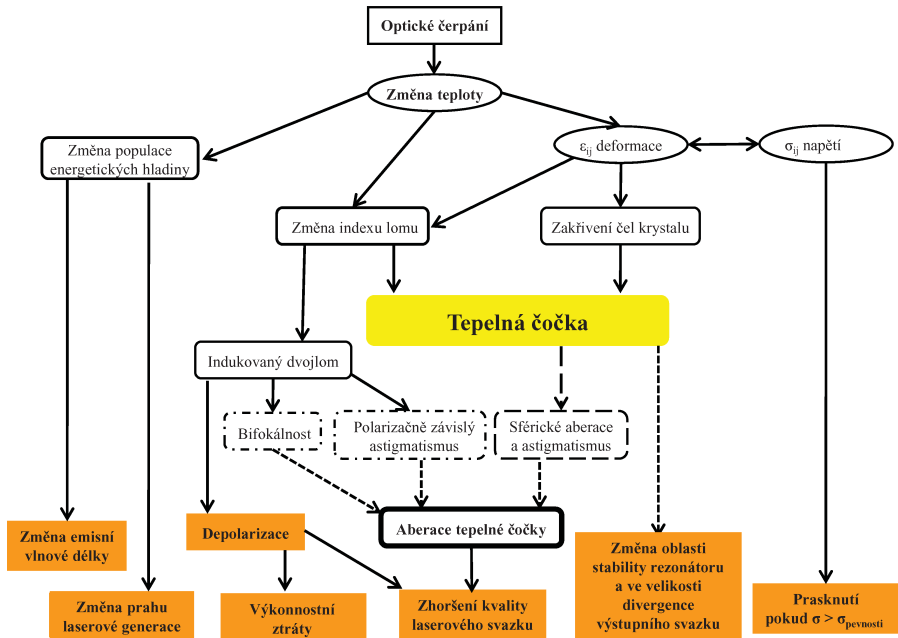 Optické čerpání
Změna teploty
Změna populace
energetických hladiny
εij deformace
σij napětí
Změna indexu lomu
Zakřivení čel krystalu
Tepelná čočka
Indukovaný dvojlom
Bifokálnost
Polarizačně závislý
astigmatismus
Sférické aberace
a astigmatismus
Změna emisní
vlnové délky
Depolarizace
Aberace tepelné čočky
Změna oblasti
stability rezonátoru
a ve velikosti
divergence
výstupního svazku
Změna prahu
laserové generace
Výkonnostní
ztráty
Zhoršení kvality
laserového svazku
Prasknutí
pokud σ > σpevnosti